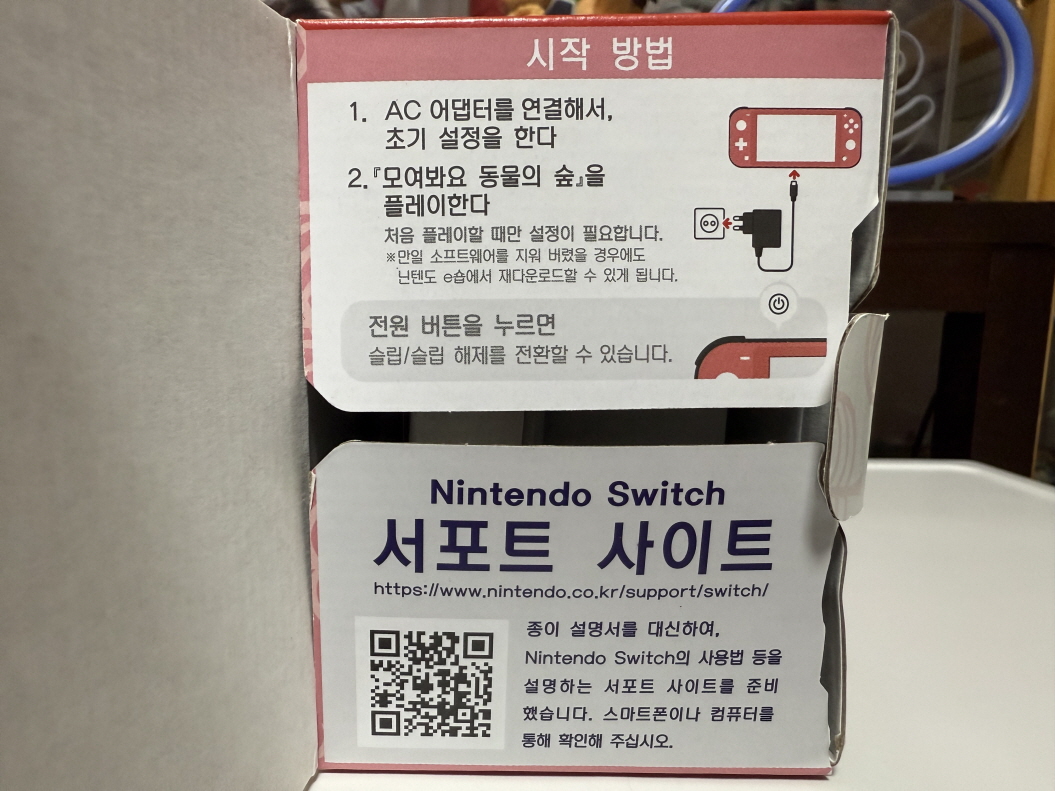 시작 방법
1. AC 어댑터를 연결해서,
초기 설정을 한다
2.『모여봐요 동물의 숲』을
플레이한다
처음 플레이할 때만 설정이 필요합니다.
※만일 소프트웨어를 지워 버렸을 경우에도
닌텐도 e숍에서 재다운로드할 수 있게 됩니다.
전원 버튼을 누르면
슬립/슬립 해제를 전환할 수 있습니다.
Nintendo Switch
서포트 사이트
https://www.nintendo.co.kr/support/switch/
종이 설명서를 대신하여,
Nintendo Switch의 사용법 등을
설명하는 서포트 사이트를 준비
했습니다. 스마트폰이나 컴퓨터를
통해 확인해 주십시오.